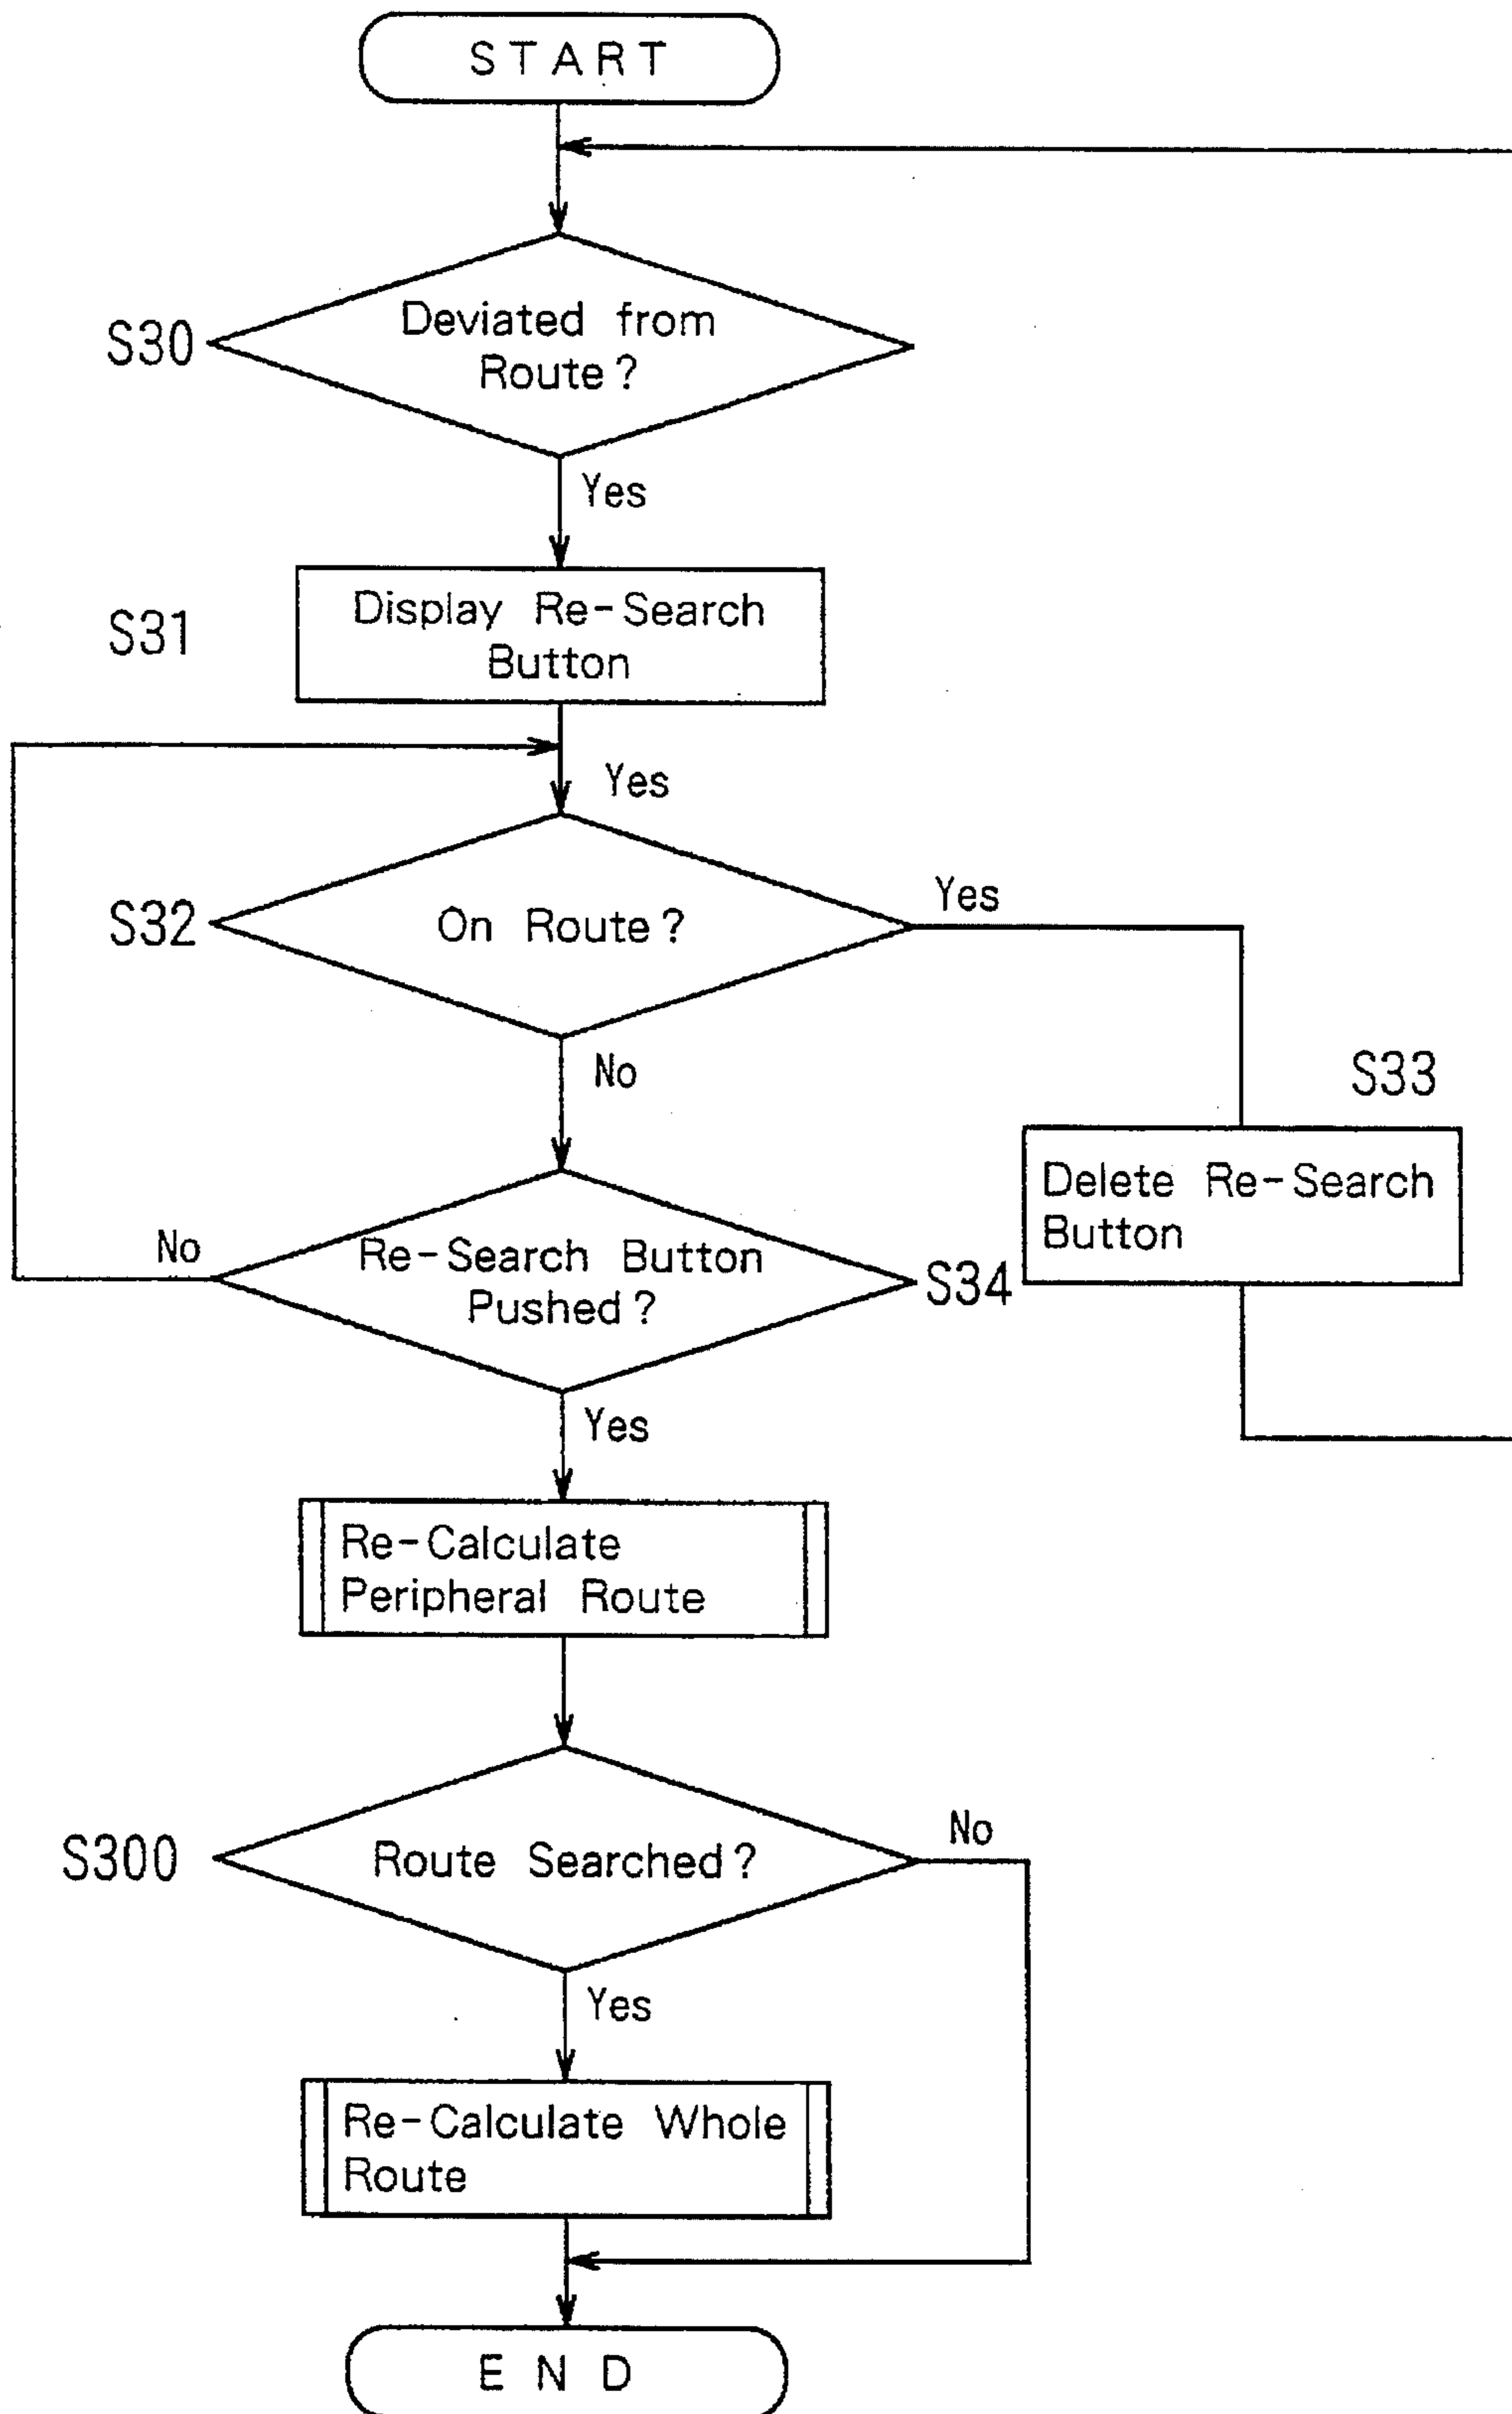 START
S30
Deviated from
Route?
Yes
S31
Display Re-Search
Button
Yes
S32
On Route?
Yes
No
S33
Delete Re-Search
Button
No
Re-Search Button
Pushed?
S34
Yes
Re-Calculate
Peripheral Route
S300
Route Searched?
No
Yes
Re-Calculate Whole
Route
END